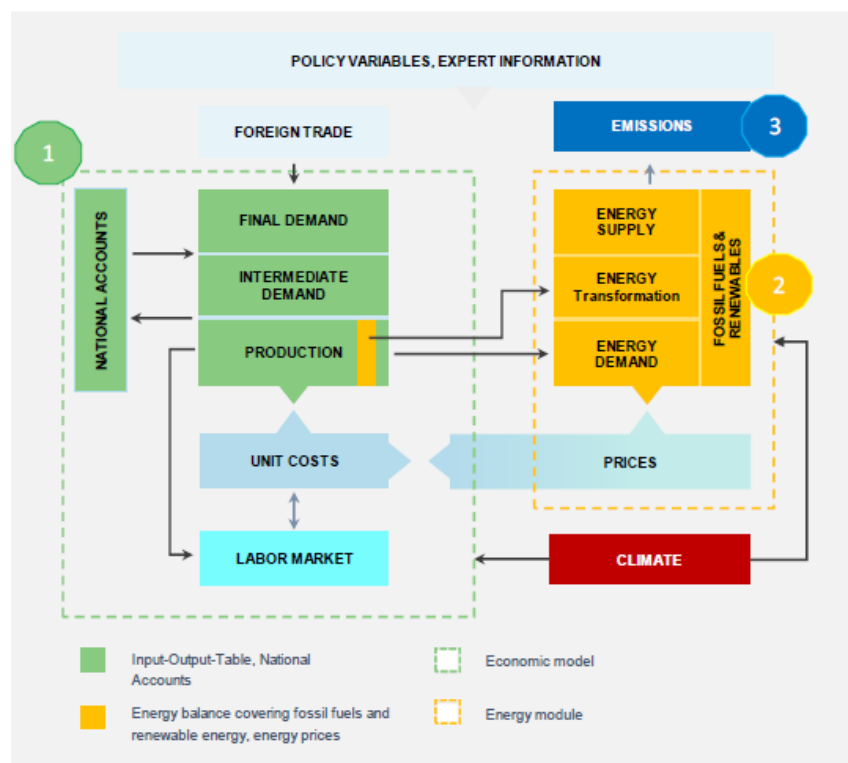 POLICY VARIABLES, EXPERT INFORMATION
FOREIGN TRADE
EMISSIONS
3
1
NATIONAL ACCOUNTS
FINAL DEMAND
INTERMEDIATE
DEMAND
PRODUCTION
ENERGY
SUPPLY
ENERGY
Transformation
ENERGY
DEMAND
FOSSIL FUELS &
RENEWABLES
2
UNIT COSTS
PRICES
LABOR MARKET
CLIMATE
Input-Output-Table, National
Accounts
Energy balance covering fossil fuels and
renewable energy, energy prices
Economic model
Energy module